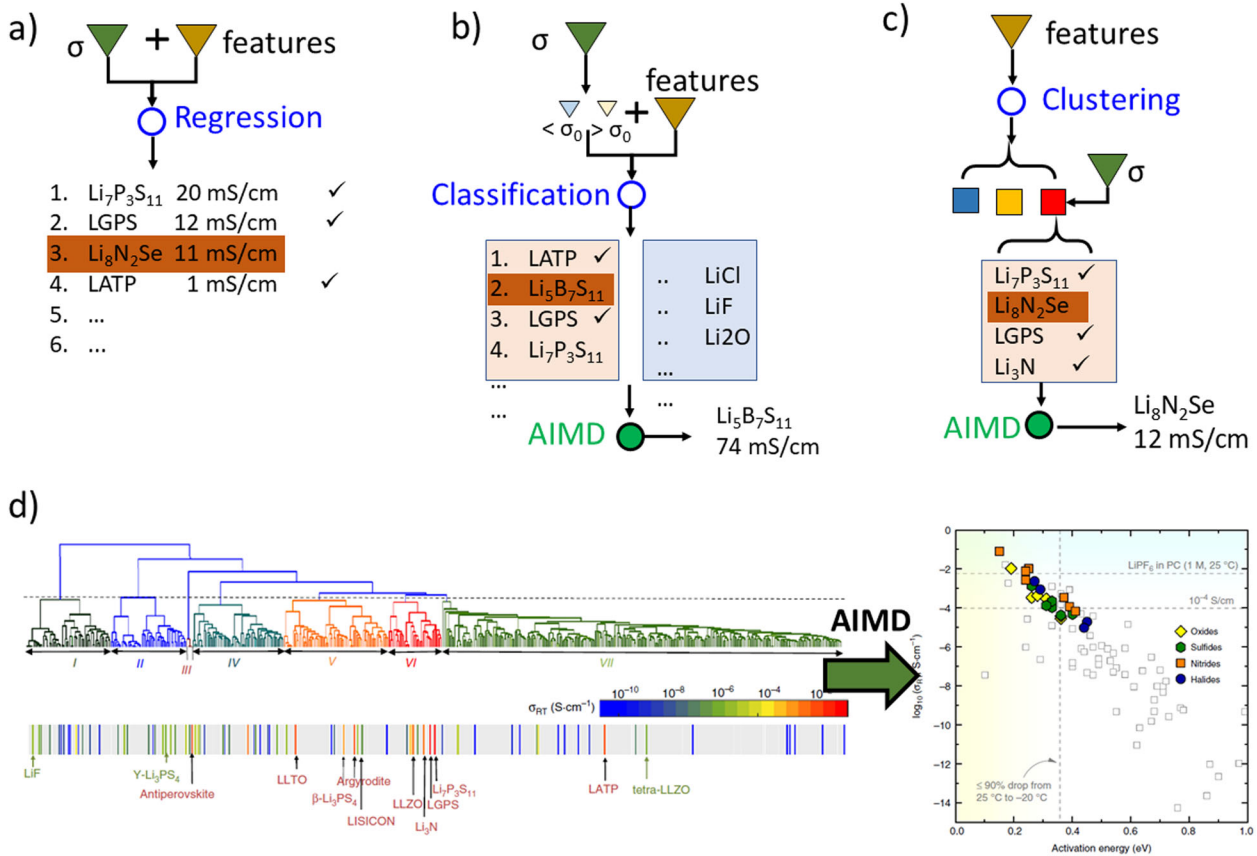 a)
σ + features
Regression
1. Li₇P₃S₁₁ 20 mS/cm ✓
2. LGPS 12 mS/cm ✓
3. Li₈N₂Se 11 mS/cm
4. LATP 1 mS/cm ✓
5. ...
6. ...
b)
σ
features
< σ₀ > σ₀ +
Classification
1. LATP ✓
2. Li₅B₇S₁₁
3. LGPS ✓
4. Li₇P₃S₁₁
...
...
.. LiCl
.. LiF
.. Li2O
...
...
AIMD
Li₅B₇S₁₁
74 mS/cm
c)
features
Clustering
σ
Li₇P₃S₁₁ ✓
Li₈N₂Se
LGPS ✓
Li₃N ✓
AIMD
Li₈N₂Se
12 mS/cm
d)
I II III IV V VI VII
σRT (S·cm⁻¹) 10⁻¹⁰ 10⁻⁸ 10⁻⁶ 10⁻⁴
LiF
Υ-Li₃PS₄
Antiperovskite
LLTO
β-Li₃PS₄
Argyrodite
LISICON
LLZO
Li₃N
LGPS
Li₇P₃S₁₁
LATP
tetra-LLZO
AIMD
log₁₀ (σRT, S·cm⁻¹)
-2
-4
-6
-8
-10
-12
-14
LiPF₆ in PC (1 M, 25 °C)
10⁻⁴ S/cm
Oxides
Sulfides
Nitrides
Halides
≤ 90% drop from
25 °C to –20 °C
0.0 0.2 0.4 0.6 0.8 1.0
Activation energy (eV)